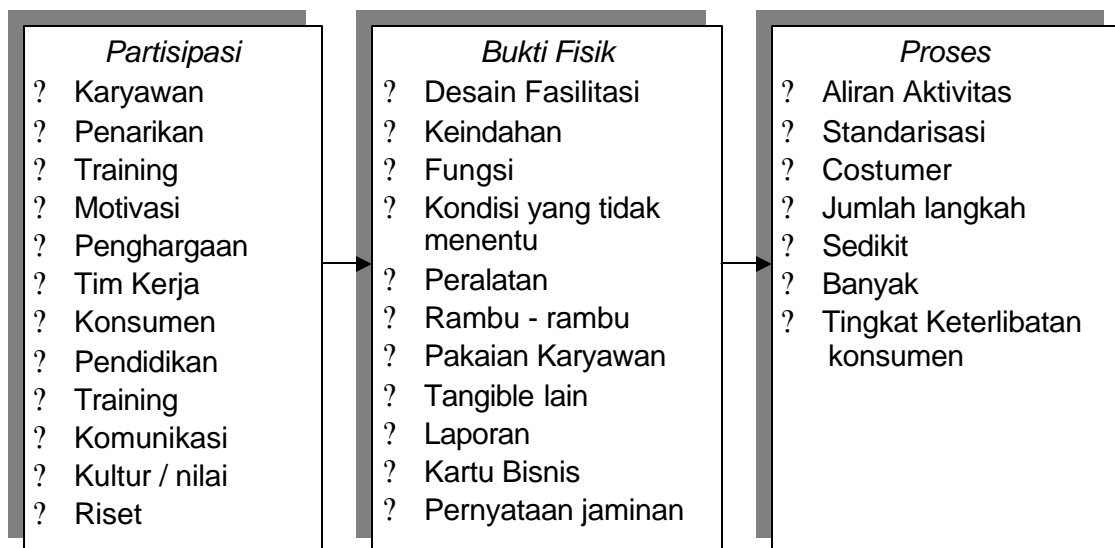 Partisipasi
? Karyawan
? Penarikan
? Training
? Motivasi
? Penghargaan
? Tim Kerja
? Konsumen
? Pendidikan
? Training
? Komunikasi
? Kultur / nilai
? Riset
Bukti Fisik
? Desain Fasilitasi
? Keindahan
? Fungsi
? Kondisi yang tidak
menentu
? Peralatan
? Rambu - rambu
? Pakaian Karyawan
? Tangible lain
? Laporan
? Kartu Bisnis
? Pernyataan jaminan
Proses
? Aliran Aktivitas
? Standarisasi
? Costumer
? Jumlah langkah
? Sedikit
? Banyak
? Tingkat Keterlibatan
konsumen